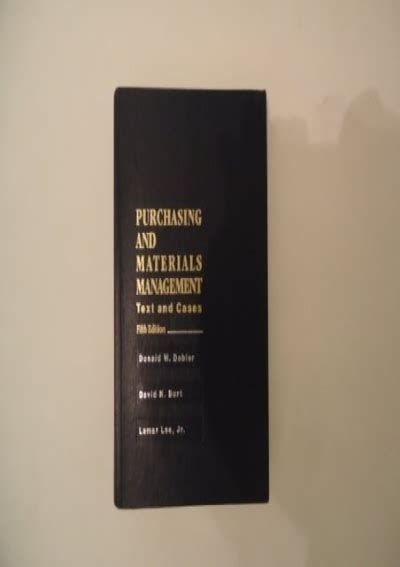 PURCHASING
AND
MATERIALS
MANAGEMENT
Text and Cases
Fifth Edition
Donald W. Dobler
David N. Burt
Lamar Lee, Jr.